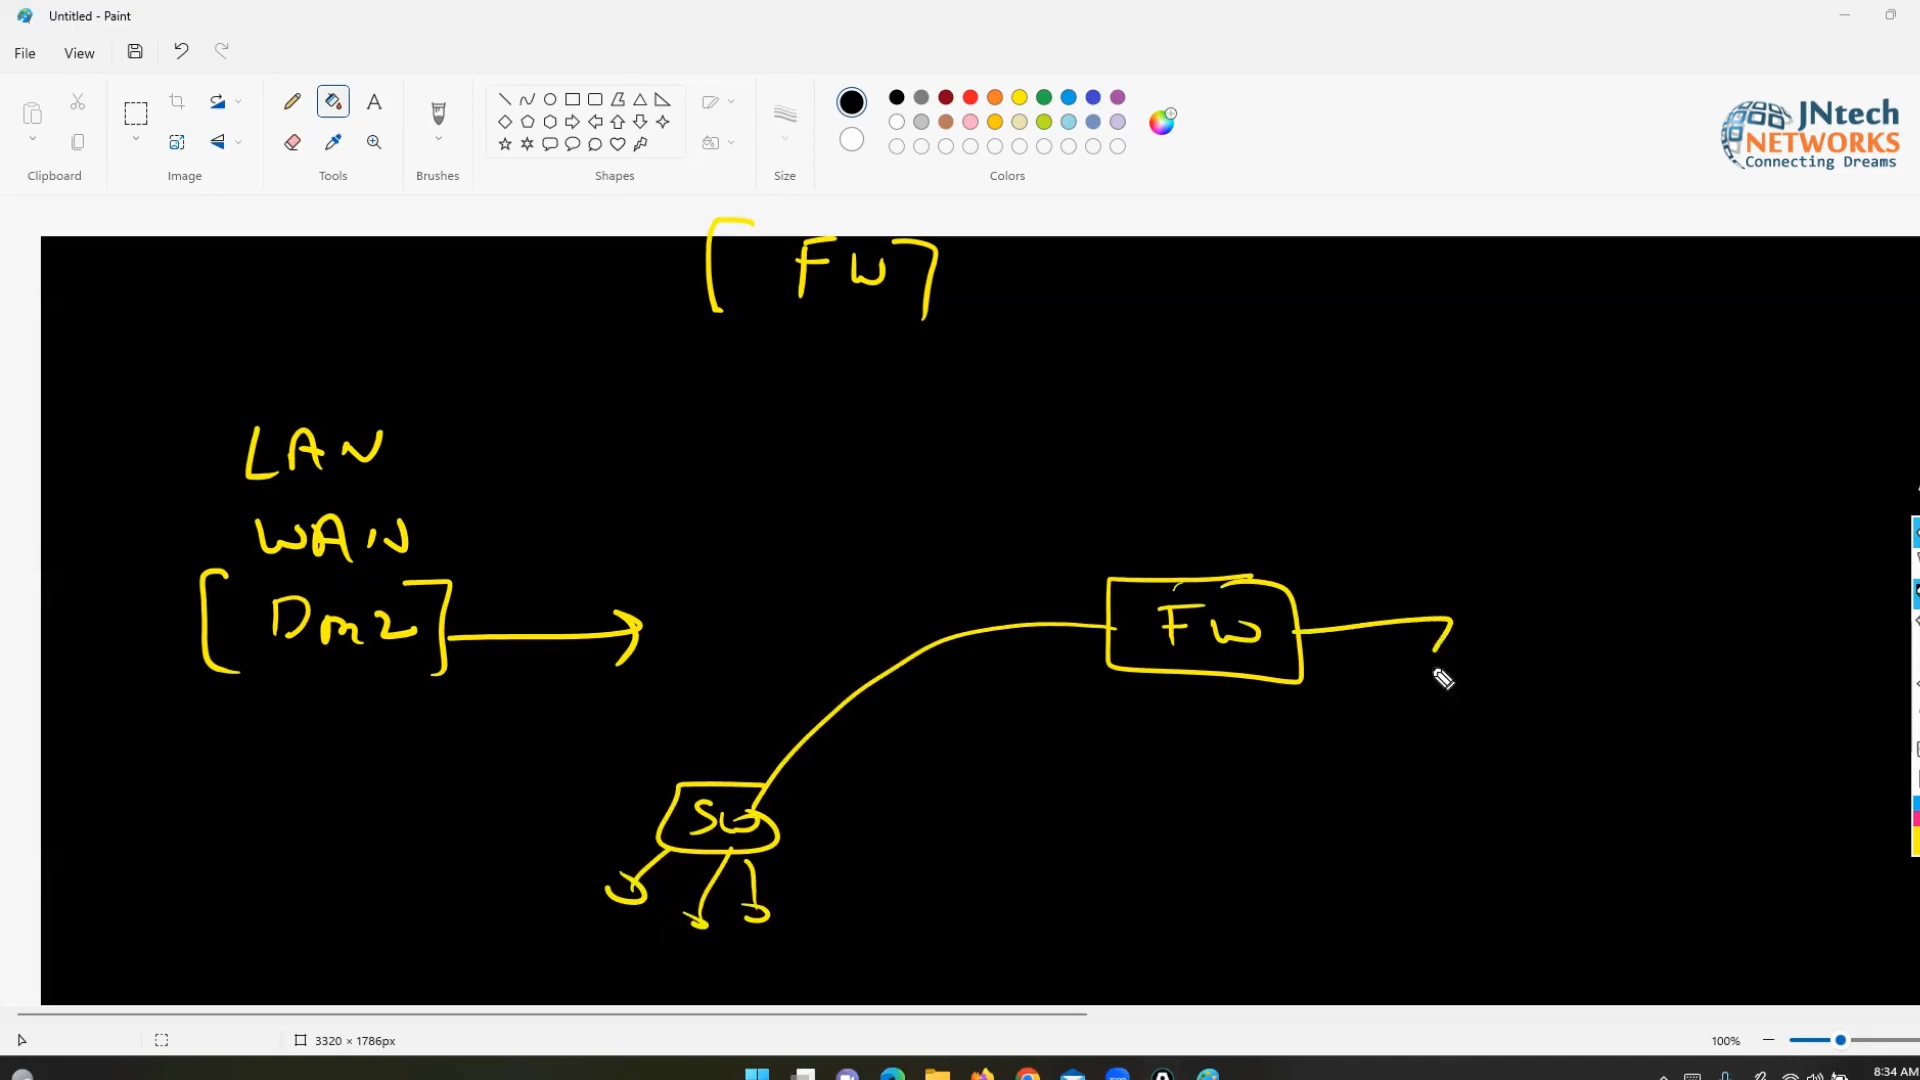 Untitled - Paint
File View
Clipboard Image Tools Brushes Shapes Size Colors
JNtech
NETWORKS
Connecting Dreams
FW
LAN
WAN
DMZ
FW
SW
3320 × 1786px
100%
8:34 AM